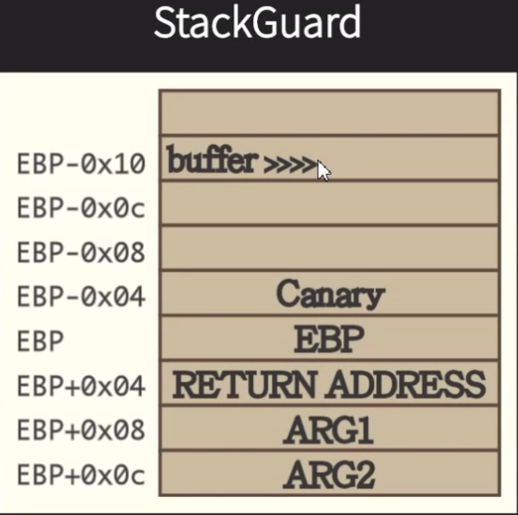 StackGuard
EBP-0x10 buffer >>>>
EBP-0x0c
EBP-0x08
EBP-0x04 Canary
EBP EBP
EBP+0x04 RETURN ADDRESS
EBP+0x08 ARG1
EBP+0x0c ARG2